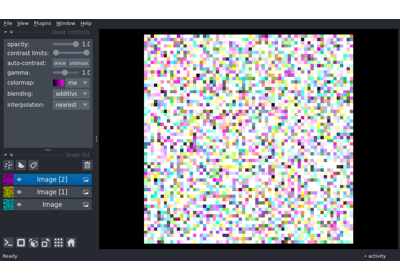 File View Plugins Window Help
layer controls
opacity: 1.0
contrast limits:
auto-contrast: once continuous
gamma: 1.0
colormap: ma
blending: additive
interpolation: nearest
layer list
Image [2]
Image [1]
Image
Ready activity